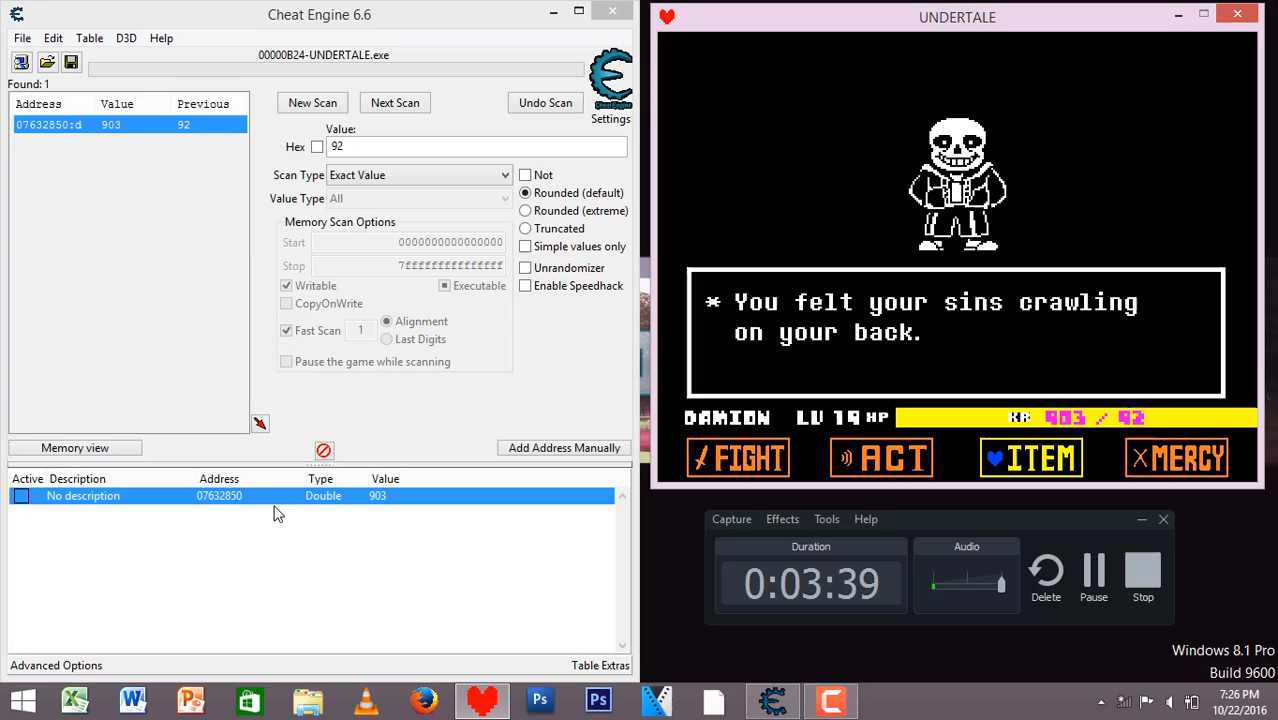 Cheat Engine 6.6
File Edit Table D3D Help
00000B24-UNDERTALE.exe
Found: 1
Address Value Previous
07632850:d 903 92
New Scan Next Scan Undo Scan
Cheat Engine
Settings
Value:
Hex 92
Scan Type Exact Value
Value Type All
Memory Scan Options
Start 0000000000000000
Stop 7fffffffffffffff
Writable Executable
CopyOnWrite
Fast Scan 1 Alignment
Last Digits
Pause the game while scanning
Not
Rounded (default)
Rounded (extreme)
Truncated
Simple values only
Unrandomizer
Enable Speedhack
Memory view Add Address Manually
Active Description Address Type Value
No description 07632850 Double 903
Advanced Options Table Extras
UNDERTALE
* You felt your sins crawling
on your back.
DAMION LV 19 HP KR 903 / 92
FIGHT ACT ITEM MERCY
Capture Effects Tools Help
Duration Audio
0:03:39
Delete Pause Stop
Windows 8.1 Pro
Build 9600
Ps Ps
7:26 PM
10/22/2016